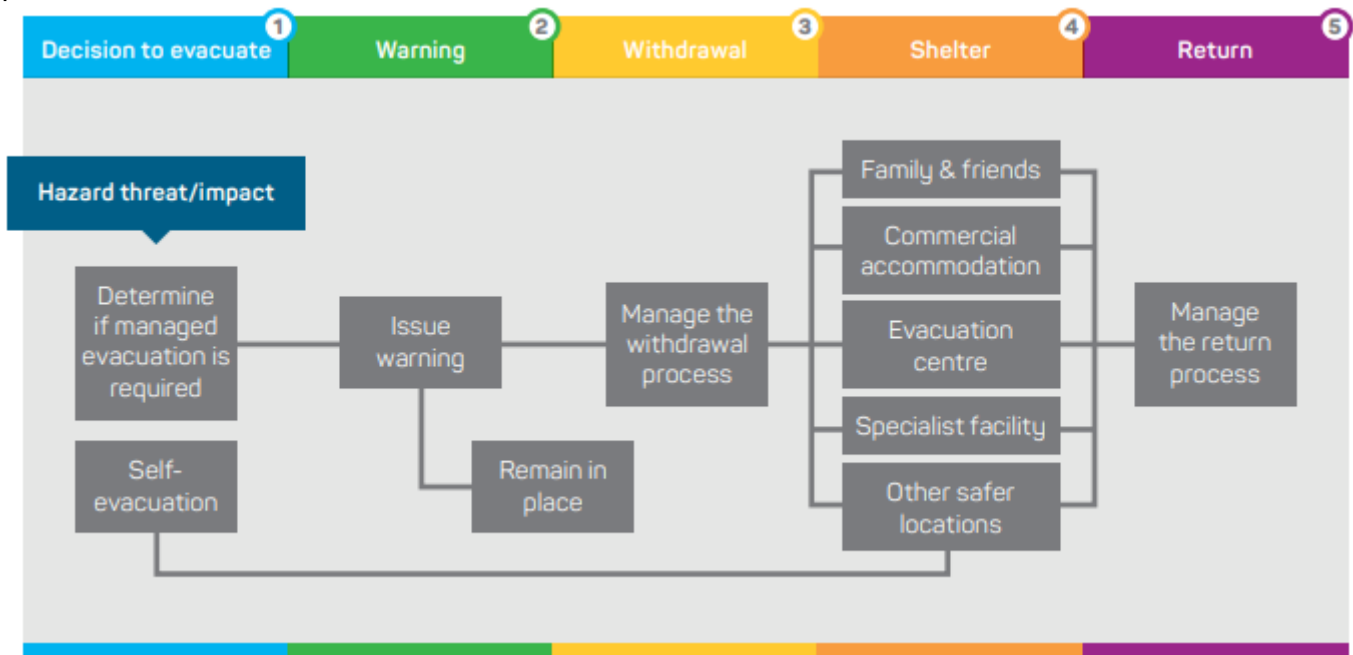 Decision to evacuate 1
Warning 2
Withdrawal 3
Shelter 4
Return 5
Hazard threat/impact
Determine
if managed
evacuation is
required
Self-
evacuation
Issue
warning
Remain in
place
Manage the
withdrawal
process
Family & friends
Commercial
accommodation
Evacuation
centre
Specialist facility
Other safer
locations
Manage
the return
process